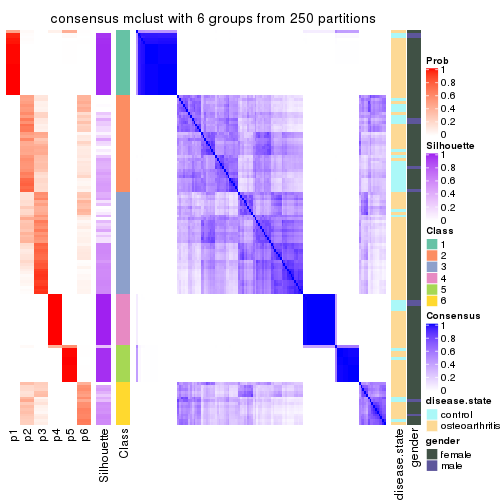 consensus mclust with 6 groups from 250 partitions
Prob
1
0.8
0.6
0.4
0.2
0
Silhouette
1
0.8
0.6
0.4
0.2
0
Class
1
2
3
4
5
6
Consensus
1
0.8
0.6
0.4
0.2
0
disease.state
control
osteoarthritis
gender
female
male
p1
p2
p3
p4
p5
p6
Silhouette
Class
disease.state
gender